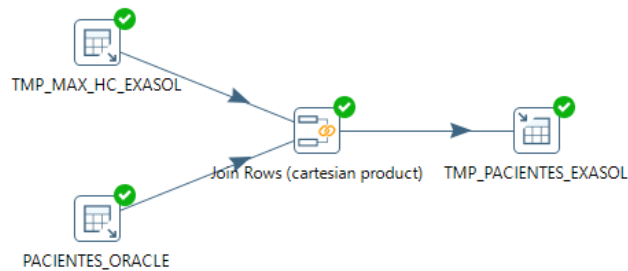 TMP_MAX_HC_EXASOL
Join Rows (cartesian product)
TMP_PACIENTES_EXASOL
PACIENTES_ORACLE